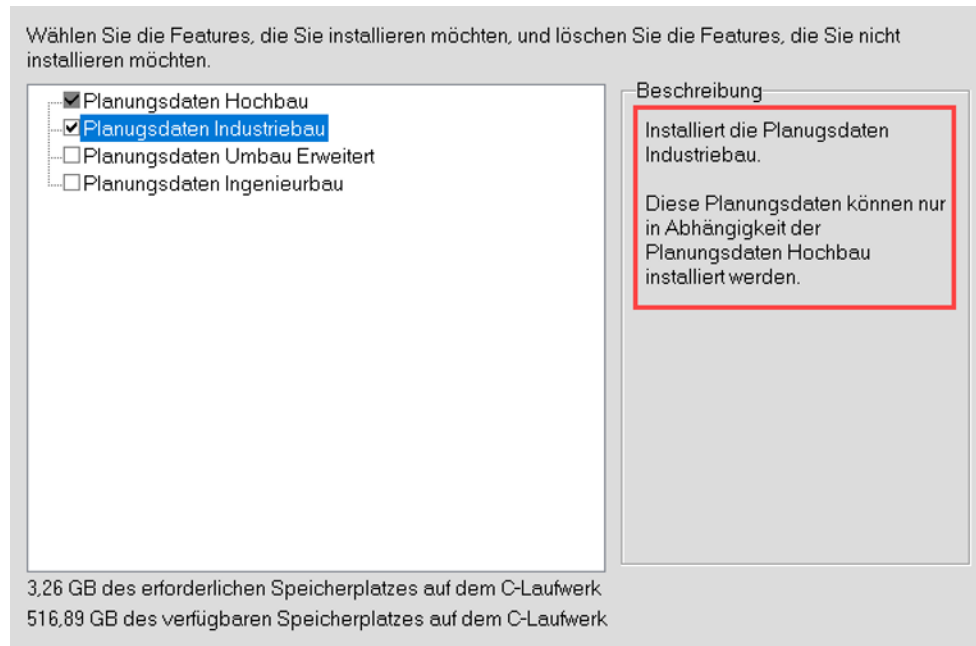 Wählen Sie die Features, die Sie installieren möchten, und löschen Sie die Features, die Sie nicht
installieren möchten.
Planungsdaten Hochbau
Planugsdaten Industriebau
Planungsdaten Umbau Erweitert
Planungsdaten Ingenieurbau
Beschreibung
Installiert die Planugsdaten
Industriebau.
Diese Planungsdaten können nur
in Abhängigkeit der
Planungsdaten Hochbau
installiert werden.
3,26 GB des erforderlichen Speicherplatzes auf dem C-Laufwerk
516,89 GB des verfügbaren Speicherplatzes auf dem C-Laufwerk